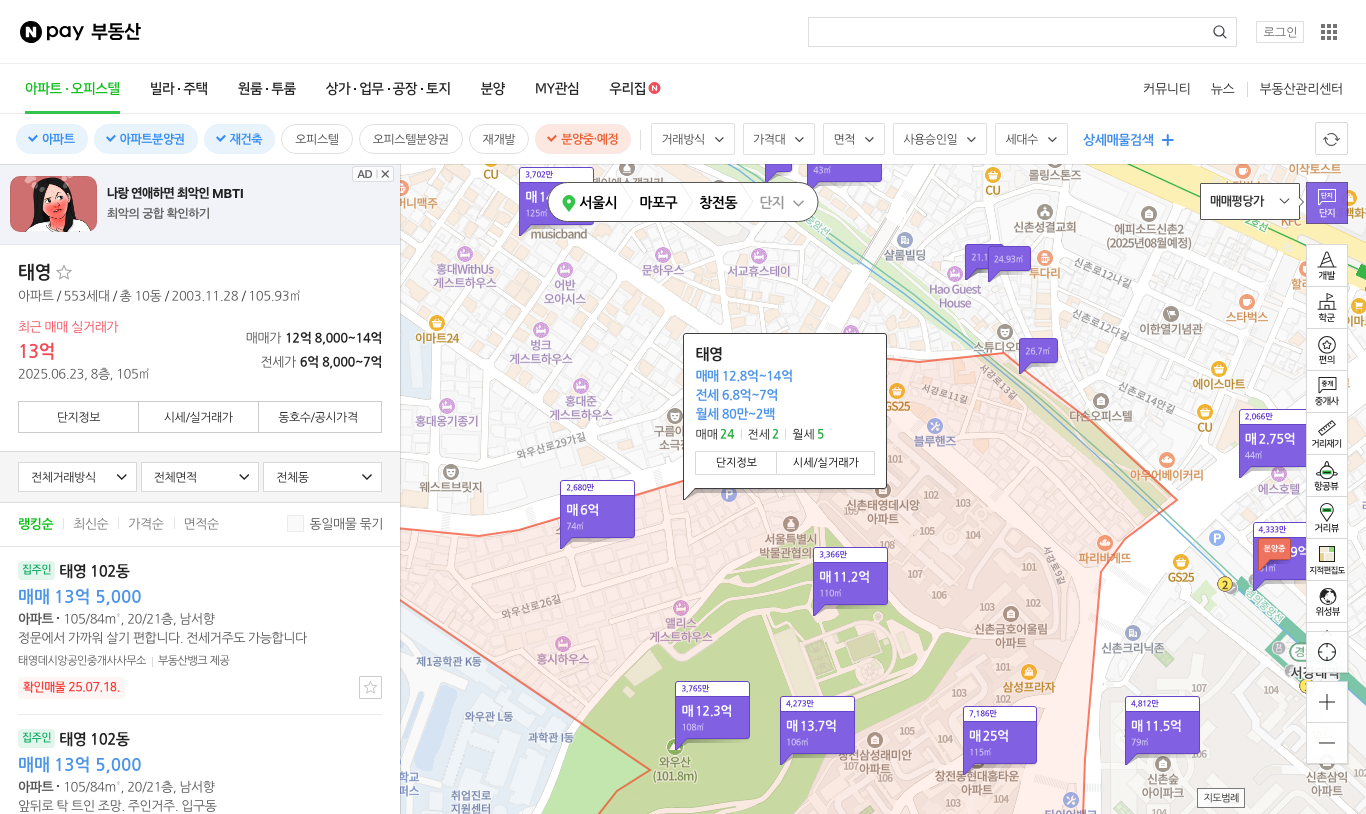 N pay 부동산
로그인
아파트·오피스텔
빌라·주택
원룸·투룸
상가·업무·공장·토지
분양
MY관심
우리집 N
커뮤니티
뉴스
부동산관리센터
아파트
아파트분양권
재건축
오피스텔
오피스텔분양권
재개발
분양중·예정
거래방식
가격대
면적
사용승인일
세대수
상세매물검색
나랑 연애하면 최악인 MBTI
최악의 궁합 확인하기
AD
태영
아파트 / 553세대 / 총 10동 / 2003.11.28 / 105.93㎡
최근 매매 실거래가
13억
2025.06.23, 8층, 105㎡
매매가 12억 8,000~14억
전세가 6억 8,000~7억
단지정보
시세/실거래가
동호수/공시가격
전체거래방식
전체면적
전체동
랭킹순
최신순
가격순
면적순
동일매물 묶기
집주인 태영 102동
매매 13억 5,000
아파트 · 105/84㎡, 20/21층, 남서향
정문에서 가까워 살기 편합니다. 전세거주도 가능합니다
태영데시앙공인중개사사무소
부동산뱅크 제공
확인매물 25.07.18.
집주인 태영 102동
매매 13억 5,000
아파트 · 105/84㎡, 20/21층, 남서향
앞뒤로 탁 트인 조망. 주인거주. 입구동
서울시
마포구
창전동
단지
매매평당가
단지
단지
CU
3,702만
125㎡
musicband
43㎡
CU
롤링스톤즈
이삭토스트
KFC
신촌성결교회
에피소드신촌2
(2025년08월예정)
샬롬빌딩
홍대WithUs
게스트하우스
문하우스
서교휴스테이
어반
오아시스
24.93㎡
투다리
Hao Guest
House
신촌로12나길
신촌로12다길
스타벅스
이마트24
벙크
게스트하우스
이한열기념관
26.7㎡
홍대준
게스트하우스
홍대용기종기
서강로11길
서강로13길
GS25
에이스마트
다손오피스텔
신촌로14안길
CU
블루핸즈
2,066만
매2.75억
44㎡
와우산로29가길
웨스트브릿지
아우어베이커리
에스호텔
태영
매매 12.8억~14억
전세 6.8억~7억
월세 80만~2백
매매 24
전세 2
월세 5
단지정보
시세/실거래가
2,680만
매6억
74㎡
신촌태영데시앙
아파트
102
103
101
105
104
105
106
107
106
103
102
101
서울특별시
박물관협의
3,366만
매11.2억
110㎡
서강로9길
파리바게뜨
GS25
4,333만
분양중
2
와우산로26길
앨리스
게스트하우스
홍시하우스
신촌금호어울림
아파트
신촌크리닉존
제1공학관 K동
삼성프라자
와우관 L동
과학관 I동
3,765만
매12.3억
108㎡
와우산
(101.8m)
4,273만
매13.7억
106㎡
창전삼성래미안
아파트
7,186만
매25억
115㎡
창전동현대홈타운
아파트
4,812만
매11.5억
79㎡
신촌숲
아이파크
신촌삼익
아파트
취업진로
지원센터
지도범례
개발
학군
편의
중개
중개사
거리재기
항공뷰
거리뷰
지적편집도
위성뷰